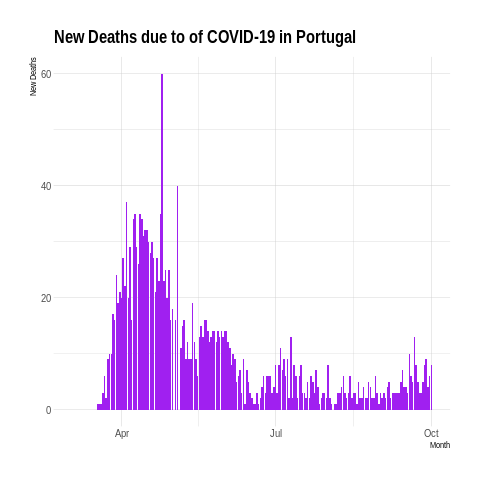 New Deaths due to of COVID-19 in Portugal
New Deaths
60
40
20
0
Apr
Jul
Oct
Month